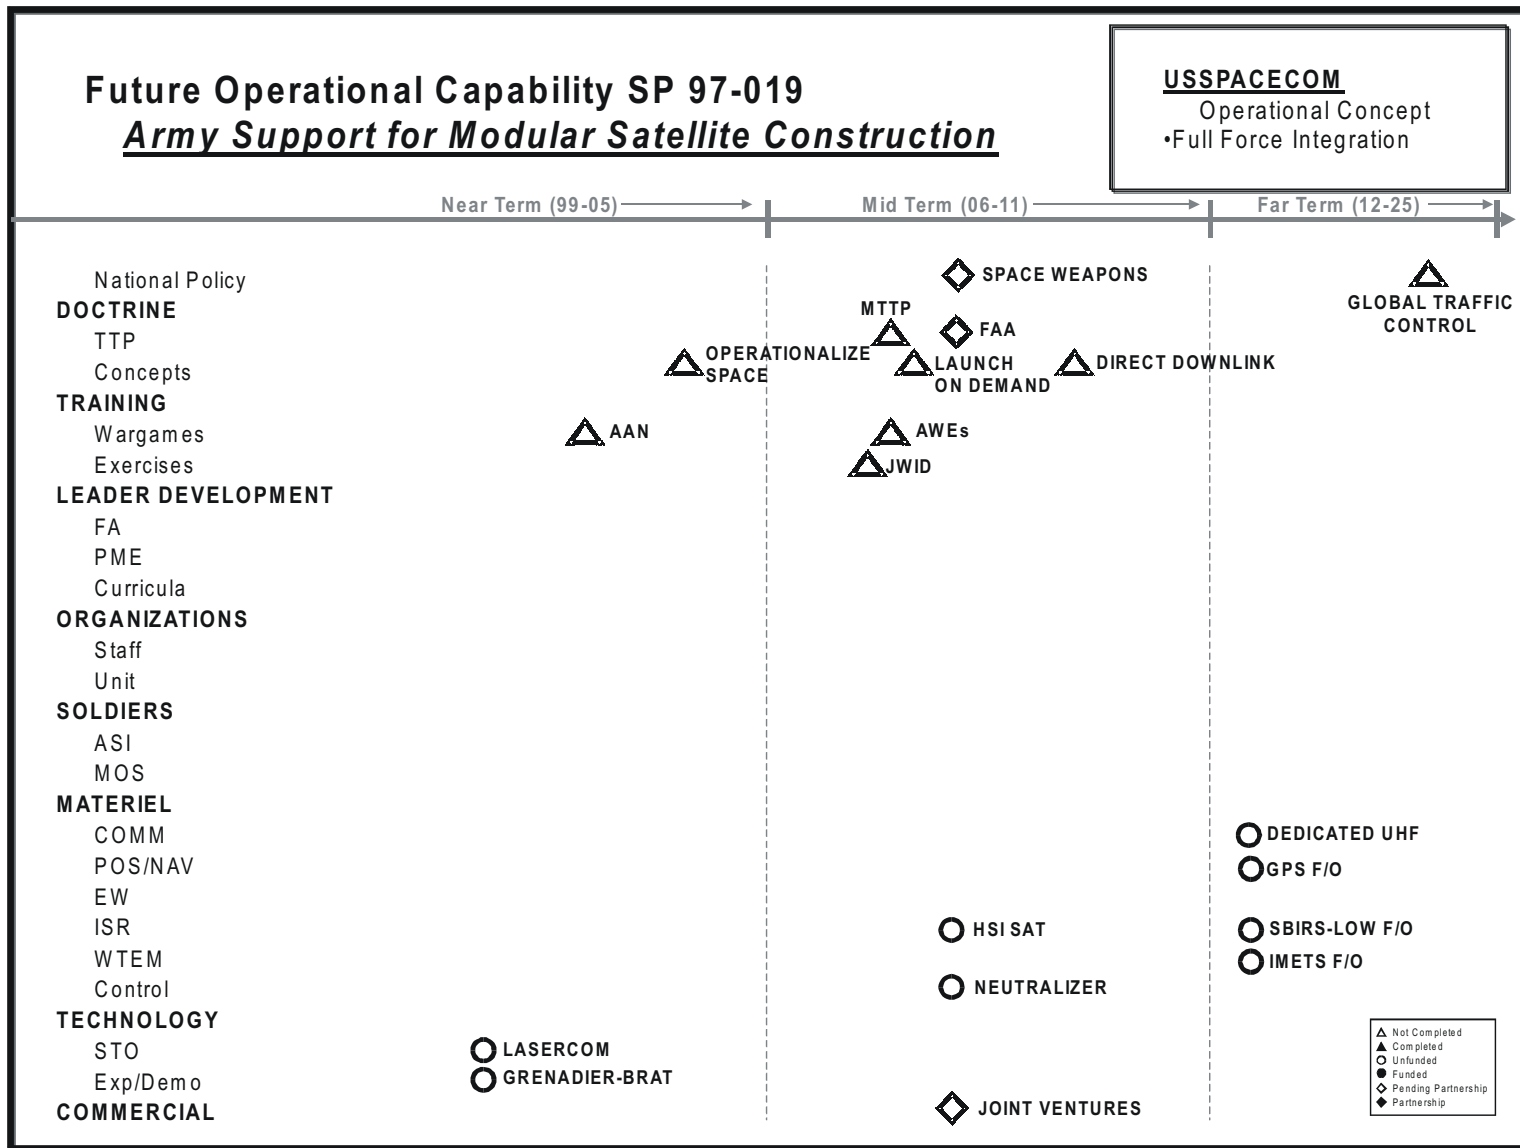 Future Operational Capability SP 97-019
Army Support for Modular Satellite Construction
USSPACECOM
Operational Concept
•Full Force Integration
Near Term (99-05)
Mid Term (06-11)
Far Term (12-25)
National Policy
SPACE WEAPONS
GLOBAL TRAFFIC
CONTROL
DOCTRINE
MTTP
TTP
FAA
Concepts
OPERATIONALIZE
SPACE
LAUNCH
ON DEMAND
DIRECT DOWNLINK
TRAINING
Wargames
AAN
AWEs
Exercises
JWID
LEADER DEVELOPMENT
FA
PME
Curricula
ORGANIZATIONS
Staff
Unit
SOLDIERS
ASI
MOS
MATERIEL
COMM
DEDICATED UHF
POS/NAV
GPS F/O
EW
ISR
HSI SAT
SBIRS-LOW F/O
WTEM
IMETS F/O
Control
NEUTRALIZER
TECHNOLOGY
STO
LASERCOM
Exp/Demo
GRENADIER-BRAT
COMMERCIAL
JOINT VENTURES
Not Completed
Completed
Unfunded
Funded
Pending Partnership
Partnership